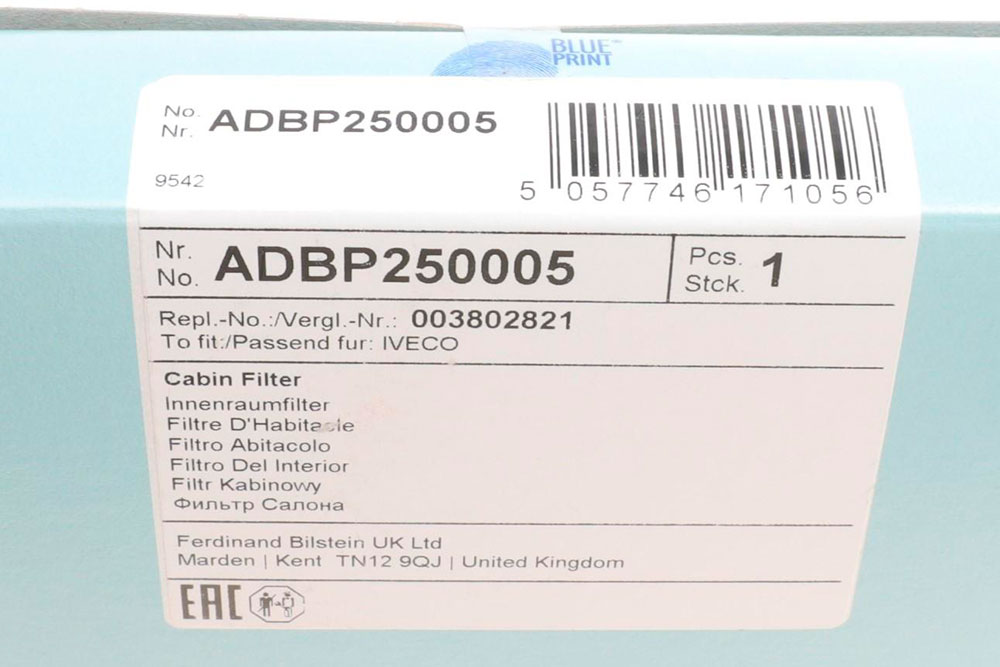 BLUE
PRINT
No.
Nr. ADBP250005
9542
5 057746 171056
Nr.
No. ADBP250005
Pcs.
Stck. 1
Repl.-No.:/Vergl.-Nr.: 003802821
To fit:/Passend fur: IVECO
Cabin Filter
Innenraumfilter
Filtre D'Habitacle
Filtro Abitacolo
Filtro Del Interior
Filtr Kabinowy
Фильтр Салона
Ferdinand Bilstein UK Ltd
Marden | Kent TN12 9QJ | United Kingdom
EAC